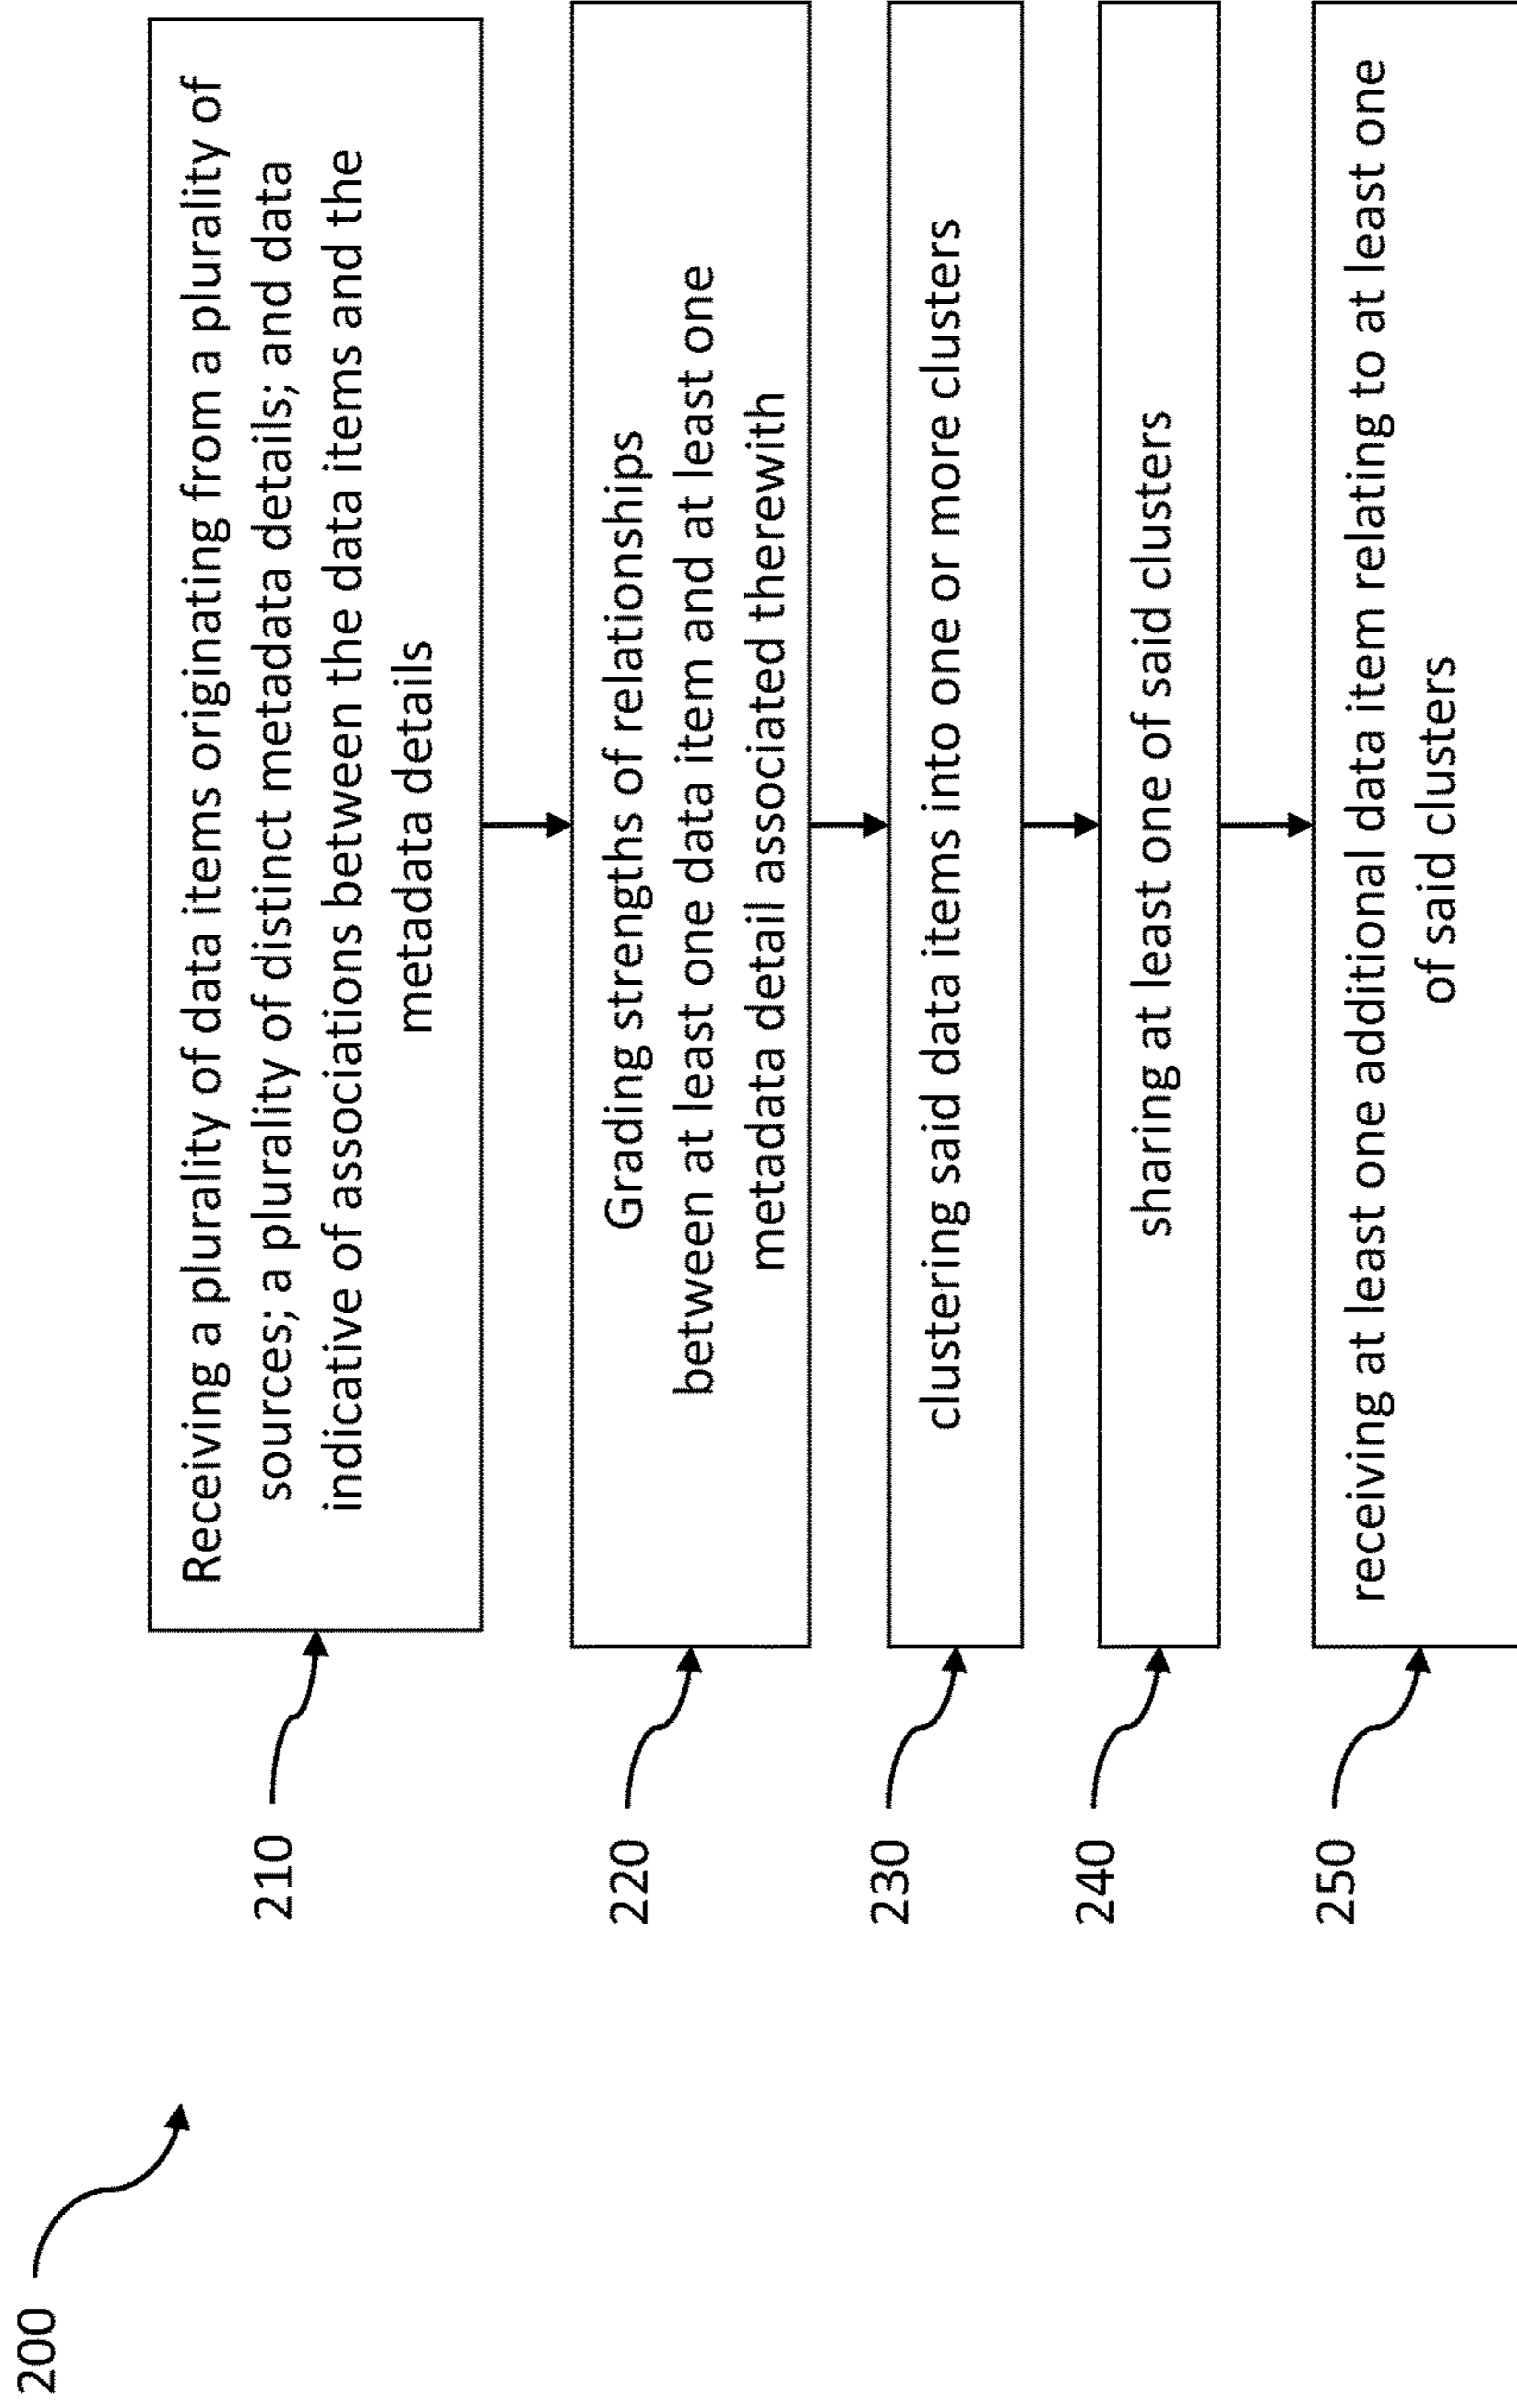 200
210
Receiving a plurality of data items originating from a plurality of
sources; a plurality of distinct metadata details; and data
indicative of associations between the data items and the
metadata details
220
Grading strengths of relationships
between at least one data item and at least one
metadata detail associated therewith
230
clustering said data items into one or more clusters
240
sharing at least one of said clusters
250
receiving at least one additional data item relating to at least one
of said clusters